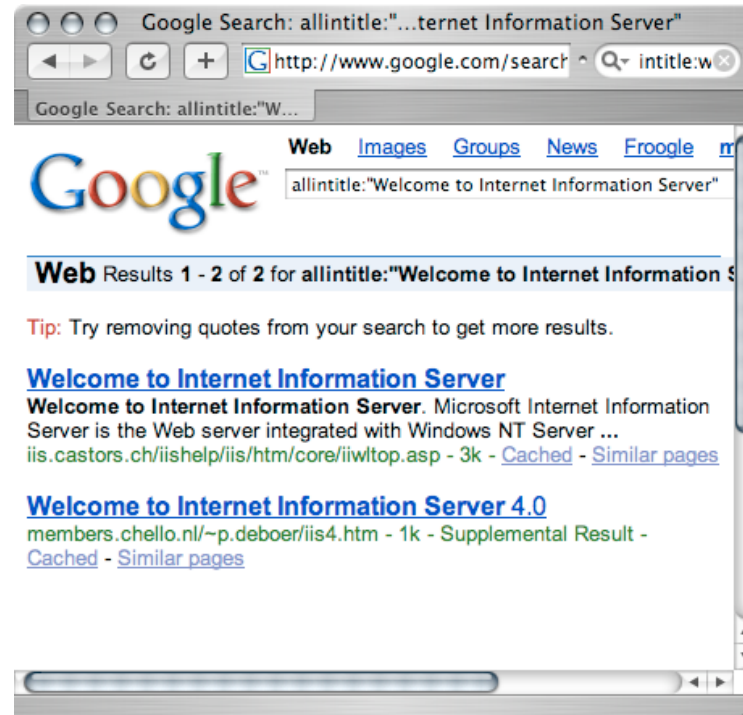 Google Search: allintitle:"...ternet Information Server"
http://www.google.com/search intitle:w
Google Search: allintitle:"W...
Web Images Groups News Froogle m
Google™
allintitle:"Welcome to Internet Information Server"
Web Results 1 - 2 of 2 for allintitle:"Welcome to Internet Information S
Tip: Try removing quotes from your search to get more results.
Welcome to Internet Information Server
Welcome to Internet Information Server. Microsoft Internet Information
Server is the Web server integrated with Windows NT Server ...
iis.castors.ch/iishelp/iis/htm/core/iiwltop.asp - 3k - Cached - Similar pages
Welcome to Internet Information Server 4.0
members.chello.nl/~p.deboer/iis4.htm - 1k - Supplemental Result -
Cached - Similar pages